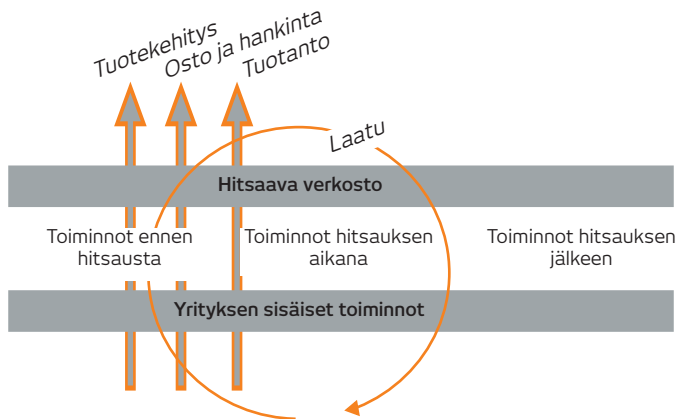 Tuotekehitys
Osto ja hankinta
Tuotanto
Laatu
Hitsaava verkosto
Toiminnot ennen
hitsausta
Toiminnot hitsauksen
aikana
Toiminnot hitsauksen
jälkeen
Yrityksen sisäiset toiminnot